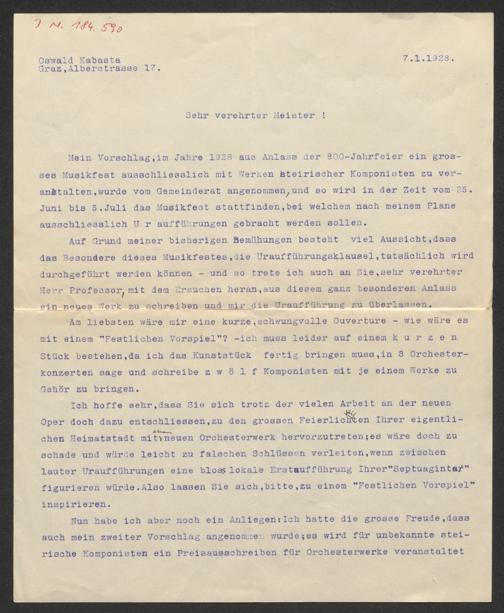 J. N. 184.590
Oswald Kabasta
Graz,Alberstrasse 17.
7.1.1928.
Sehr verehrter Meister !
Mein Vorschlag,im Jahre 1928 aus Anlass der 800-Jahrfeier ein gros-
ses Musikfest ausschliesslich mit Werken steirischer Komponisten zu ver-
anstalten,wurde vom Gemeinderat angenommen,und so wird in der Zeit vom 25.
Juni bis 5.Juli das Musikfest stattfinden,bei welchem nach meinem Plane
ausschliesslich U r aufführungen gebracht werden sollen.
Auf Grund meiner bisherigen Bemühungen besteht viel Aussicht,dass
das Besondere dieses Musikfestes,die Uraufführungsklausel,tatsächlich wird
durchgeführt werden können - und so trete ich auch an Sie,sehr verehrter
Herr Professor,mit dem Ersuchen heran,aus diesem ganz besonderen Anlass
ein neues Werk zu schreiben und mir die Uraufführung zu überlassen.
Am liebsten wäre mir eine kurze,schwungvolle Ouverture - wie wäre es
mit einem "Festlichen Vorspiel"? -ich muss leider auf einem k u r z e n
Stück bestehen,da ich das Kunststück fertig bringen muss,in 3 Orchester-
konzerten sage und schreibe z w ö l f Komponisten mit je einem Werke zu
Gehör zu bringen.
Ich hoffe sehr,dass Sie sich trotz der vielen Arbeit an der neuen
Oper doch dazu entschliessen,zu den grossen Feierlichkeiten Ihrer eigentli-
chen Heimatstadt mit einem neuen Orchesterwerk hervorzutreten;es wäre doch zu
schade und würde leicht zu falschen Schlüssen verleiten,wenn zwischen
lauter Uraufführungen eine bloss lokale Erstaufführung Ihrer"Septuaginta"
figurieren würde.Also lassen Sie sich,bitte,zu einem "Festlichen Vorspiel"
inspirieren.
Nun habe ich aber noch ein Anliegen:Ich hatte die grosse Freude,dass
auch mein zweiter Vorschlag angenommen wurde;es wird für unbekannte stei-
rische Komponisten ein Preisausschreiben für Orchesterwerke veranstaltet